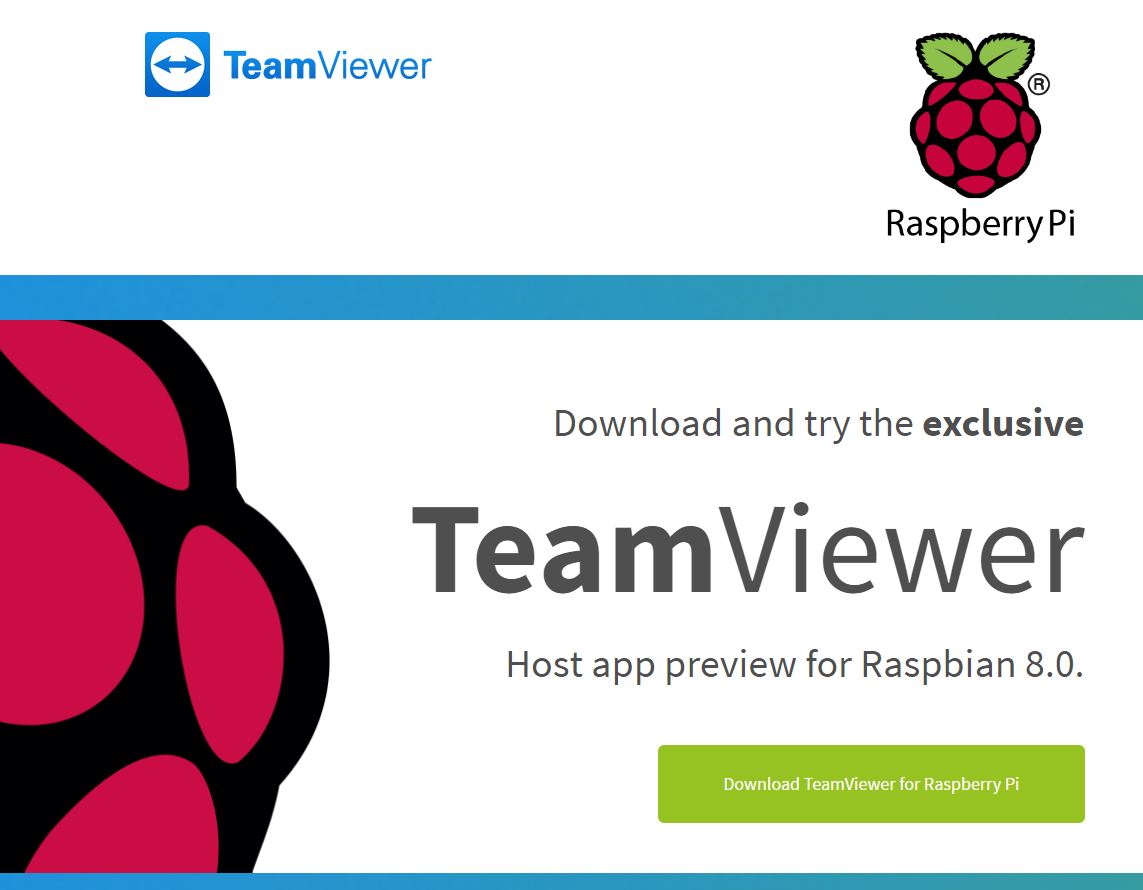 TeamViewer
®
Raspberry Pi
Download and try the exclusive
TeamViewer
Host app preview for Raspbian 8.0.
Download TeamViewer for Raspberry Pi